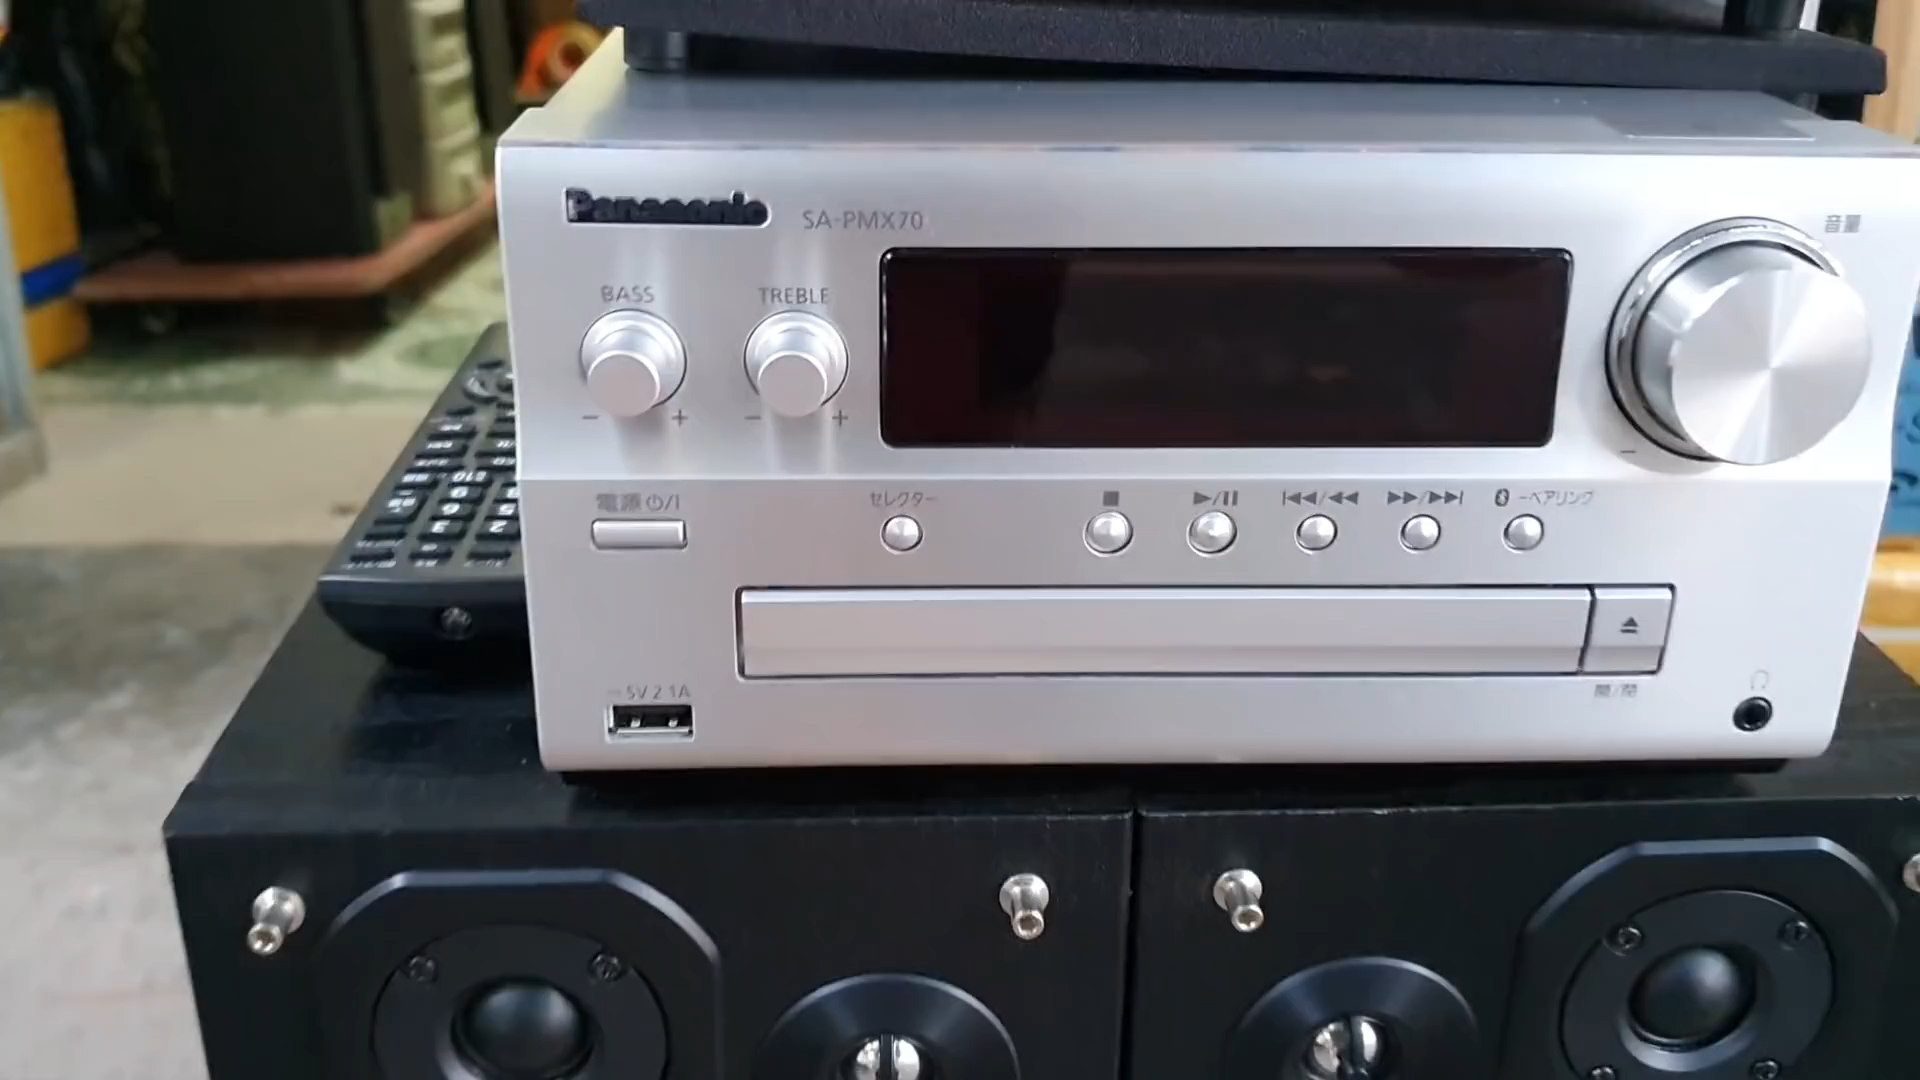 Panasonic
SA-PMX70
音量
BASS
TREBLE
− +
− +
−
電源 ⏻/I
セレクター
■
▶/⏸
⏮◀/◀◀
▶▶/▶▶⏭
−ペアリング
5V 2.1A
開/閉